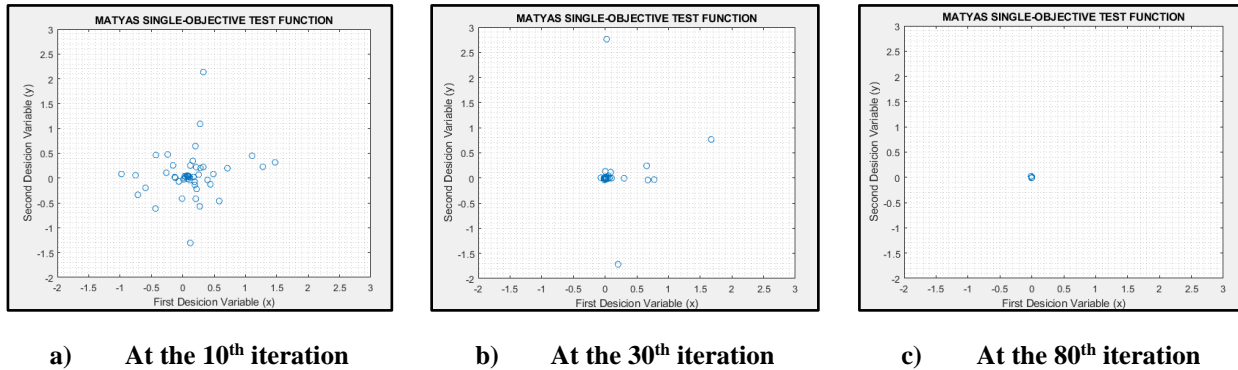 MATYAS SINGLE-OBJECTIVE TEST FUNCTION
Second Desicion Variable (y)
3
2.5
2
1.5
1
0.5
0
-0.5
-1
-1.5
-2
-2 -1.5 -1 -0.5 0 0.5 1 1.5 2 2.5 3
First Desicion Variable (x)
MATYAS SINGLE-OBJECTIVE TEST FUNCTION
Second Desicion Variable (y)
3
2.5
2
1.5
1
0.5
0
-0.5
-1
-1.5
-2
-2 -1.5 -1 -0.5 0 0.5 1 1.5 2 2.5 3
First Desicion Variable (x)
MATYAS SINGLE-OBJECTIVE TEST FUNCTION
Second Desicion Variable (y)
3
2.5
2
1.5
1
0.5
0
-0.5
-1
-1.5
-2
-2 -1.5 -1 -0.5 0 0.5 1 1.5 2 2.5 3
First Desicion Variable (x)
a) At the 10th iteration
b) At the 30th iteration
c) At the 80th iteration